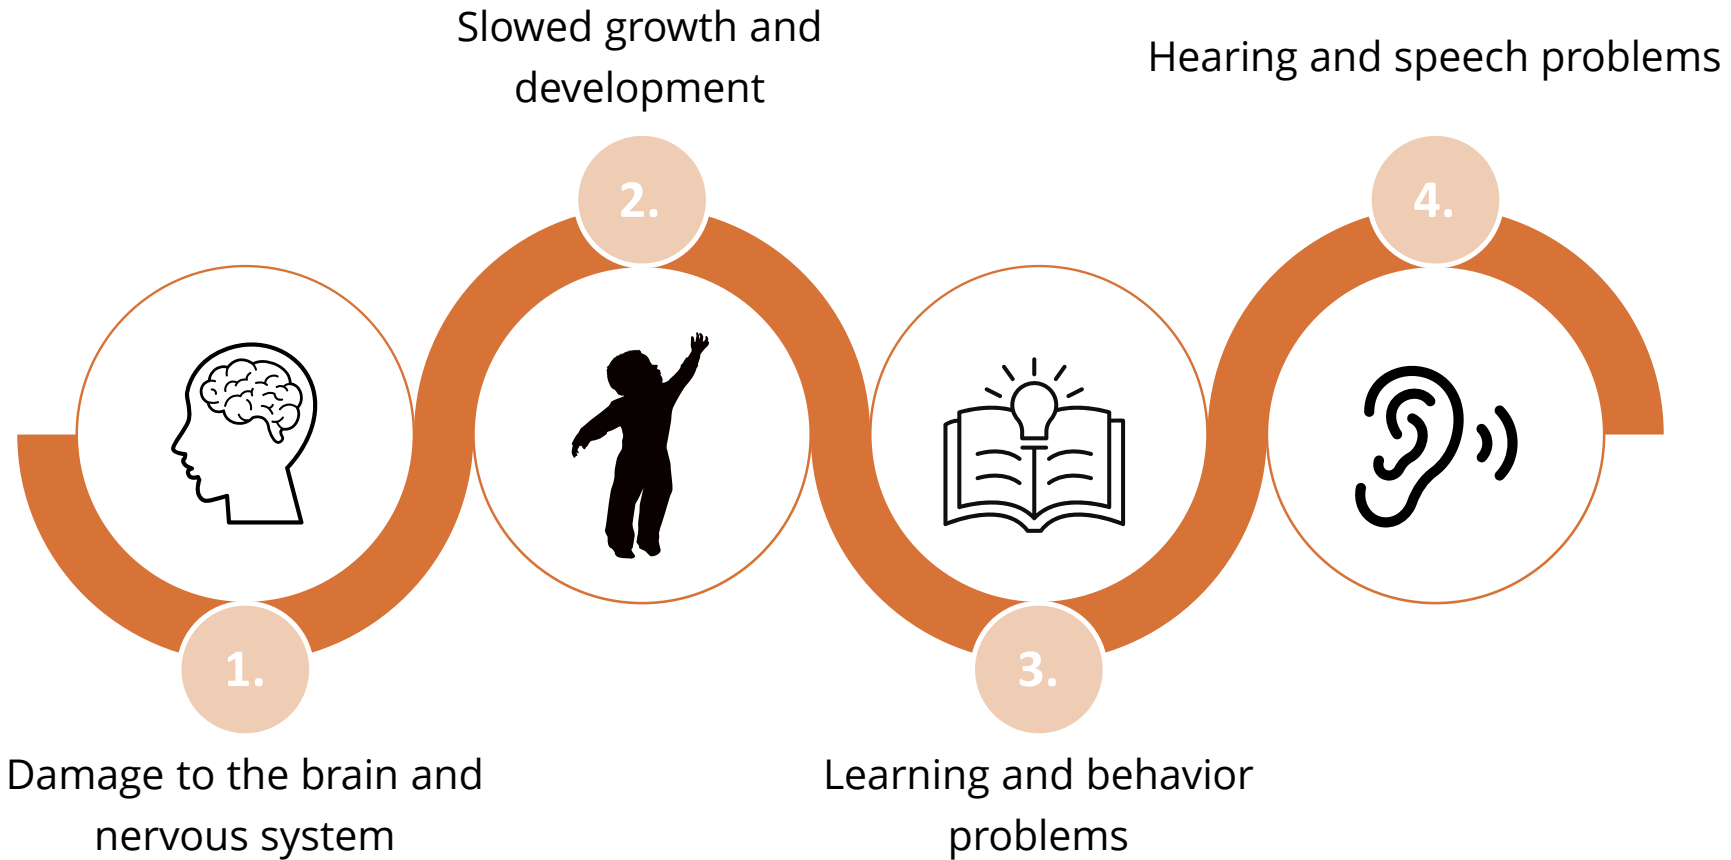 1.
Damage to the brain and
nervous system
2.
Slowed growth and
development
3.
Learning and behavior
problems
4.
Hearing and speech problems